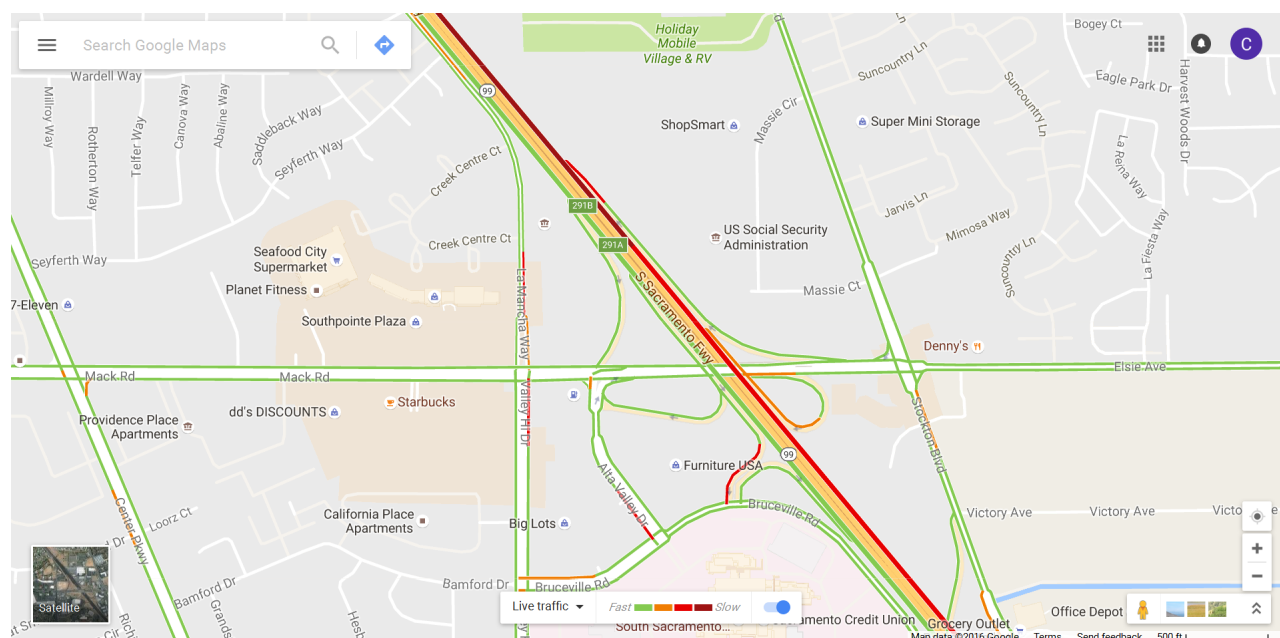 Search Google Maps
Holiday
Mobile
Village & RV
Bogey Ct
C
Wardell Way
Millroy Way
Rotherton Way
Telfer Way
Canova Way
Abaline Way
Saddleback Way
Seyferth Way
99
Creek Centre Ct
ShopSmart
Massie Cir
Super Mini Storage
Suncountry Ln
Suncountry Ln
Eagle Park Dr
Harvest Woods Dr
La Reina Way
Jarvis Ln
Mimosa Way
La Fiesta Way
291B
291A
US Social Security
Administration
Creek Centre Ct
Seafood City
Supermarket
Seyferth Way
Planet Fitness
La Mancha Way
S Sacramento Fwy
Massie Ct
7-Eleven
Southpointe Plaza
Denny's
Elsie Ave
Mack Rd
Mack Rd
Starbucks
dd's DISCOUNTS
Valley Hi Dr
Stockton Blvd
Providence Place
Apartments
99
Furniture USA
Alta Valley Dr
Bruceville Rd
Center Pkwy
Loorz Ct
California Place
Apartments
Big Lots
Victory Ave
Victory Ave
Bamford Dr
Bamford Dr
Bruceville Rd
Satellite
Live traffic
Fast
Slow
Office Depot
South Sacramento...
Credit Union
Grocery Outlet
Map data ©2016 Google
Terms
Send feedback
500 ft